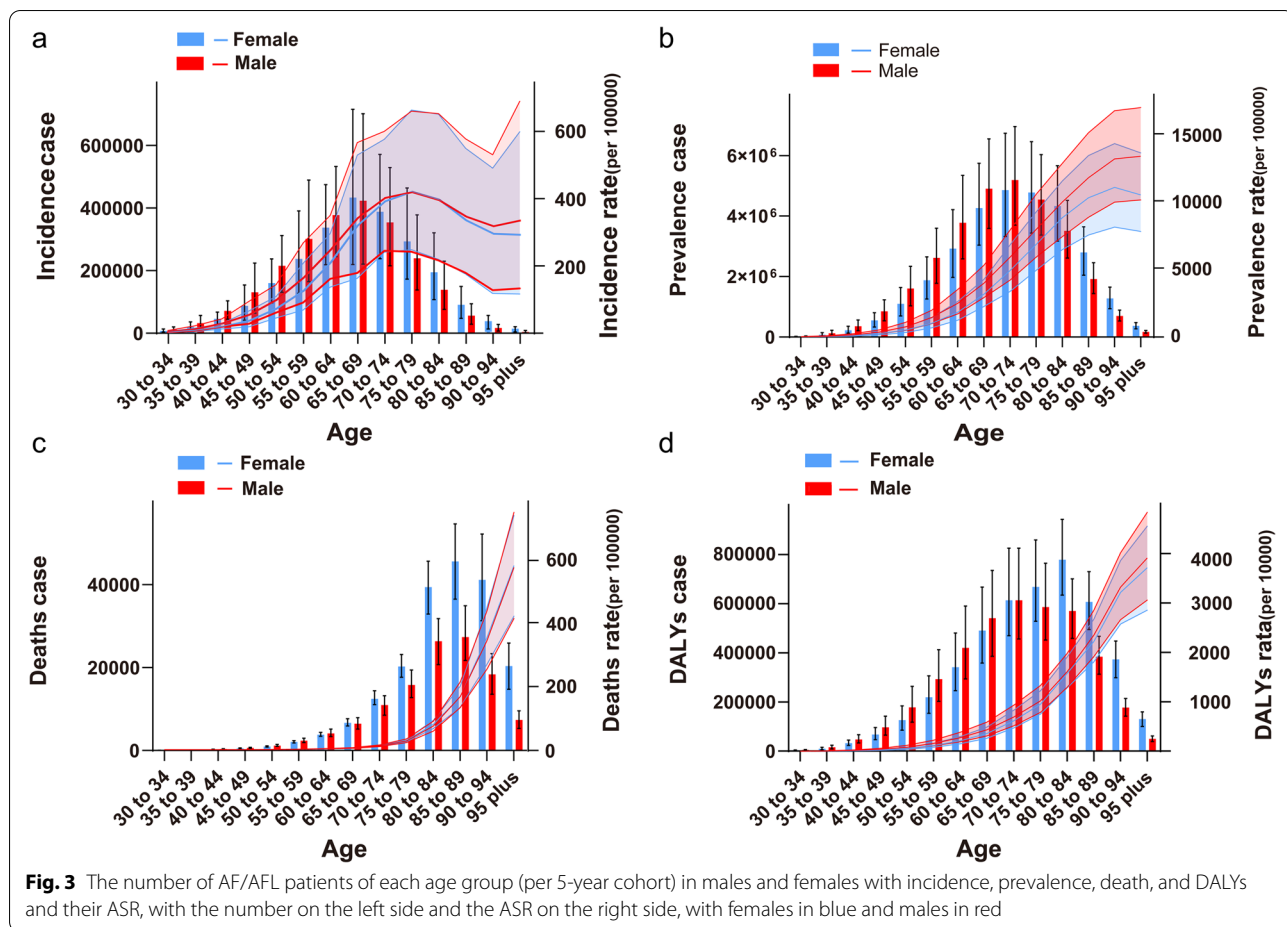 a
Female
Male
Incidence case
600000
400000
200000
0
600
400
200
0
Incidence rate(per 100000)
30 to 34
35 to 39
40 to 44
45 to 49
50 to 54
55 to 59
60 to 64
65 to 69
70 to 74
75 to 79
80 to 84
85 to 89
90 to 94
95 plus
Age
b
Female
Male
Prevalence case
6×10⁶
4×10⁶
2×10⁶
0
15000
10000
5000
0
Prevalence rate(per 100000)
30 to 34
35 to 39
40 to 44
45 to 49
50 to 54
55 to 59
60 to 64
65 to 69
70 to 74
75 to 79
80 to 84
85 to 89
90 to 94
95 plus
Age
c
Female
Male
Deaths case
40000
20000
0
600
400
200
0
Deaths rate(per 100000)
30 to 34
35 to 39
40 to 44
45 to 49
50 to 54
55 to 59
60 to 64
65 to 69
70 to 74
75 to 79
80 to 84
85 to 89
90 to 94
95 plus
Age
d
Female
Male
DALYs case
800000
600000
400000
200000
0
4000
3000
2000
1000
0
DALYs rata(per 100000)
30 to 34
35 to 39
40 to 44
45 to 49
50 to 54
55 to 59
60 to 64
65 to 69
70 to 74
75 to 79
80 to 84
85 to 89
90 to 94
95 plus
Age
Fig. 3 The number of AF/AFL patients of each age group (per 5-year cohort) in males and females with incidence, prevalence, death, and DALYs
and their ASR, with the number on the left side and the ASR on the right side, with females in blue and males in red